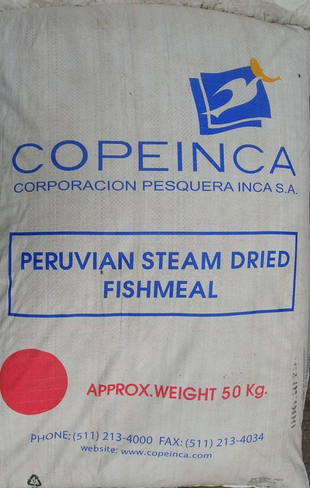 COPEINCA
CORPORACION PESQUERA INCA S.A.
PERUVIAN STEAM DRIED
FISHMEAL
APPROX.WEIGHT 50 Kg.
PHONE; (511) 213-4000 FAX: (511) 213-4034
website; www.copeinca.com